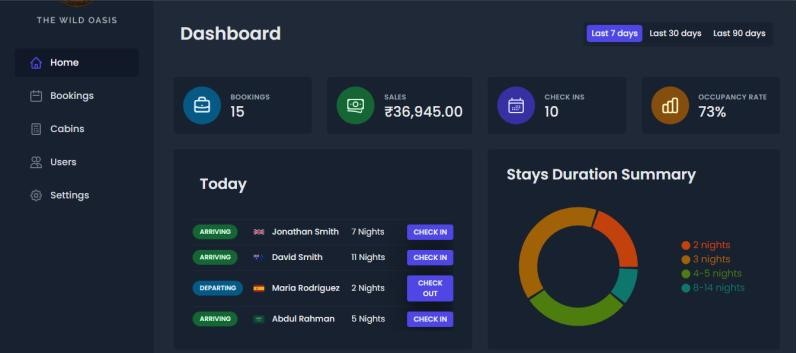 THE WILD OASIS
Home
Bookings
Cabins
Users
Settings
Dashboard
Last 7 days Last 30 days Last 90 days
BOOKINGS
15
SALES
₹36,945.00
CHECK INS
10
OCCUPANCY RATE
73%
Today
ARRIVING Jonathan Smith 7 Nights CHECK IN
ARRIVING David Smith 11 Nights CHECK IN
DEPARTING Maria Rodriguez 2 Nights CHECK
OUT
ARRIVING Abdul Rahman 5 Nights CHECK IN
Stays Duration Summary
2 nights
3 nights
4-5 nights
8-14 nights